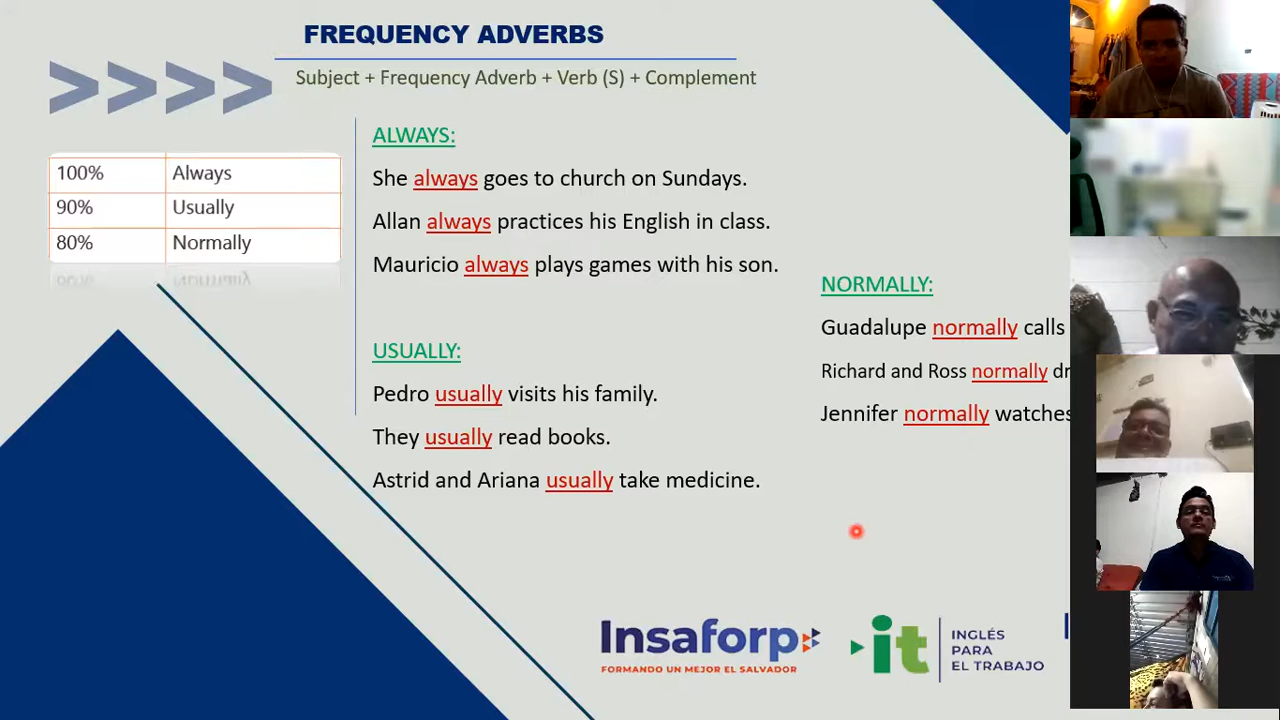 FREQUENCY ADVERBS
Subject + Frequency Adverb + Verb (S) + Complement
100% Always
90% Usually
80% Normally
ALWAYS:
She always goes to church on Sundays.
Allan always practices his English in class.
Mauricio always plays games with his son.
USUALLY:
Pedro usually visits his family.
They usually read books.
Astrid and Ariana usually take medicine.
NORMALLY:
Guadalupe normally calls
Richard and Ross normally
Jennifer normally watches
Insaforp
FORMANDO UN MEJOR EL SALVADOR
it
INGLÉS
PARA
EL TRABAJO